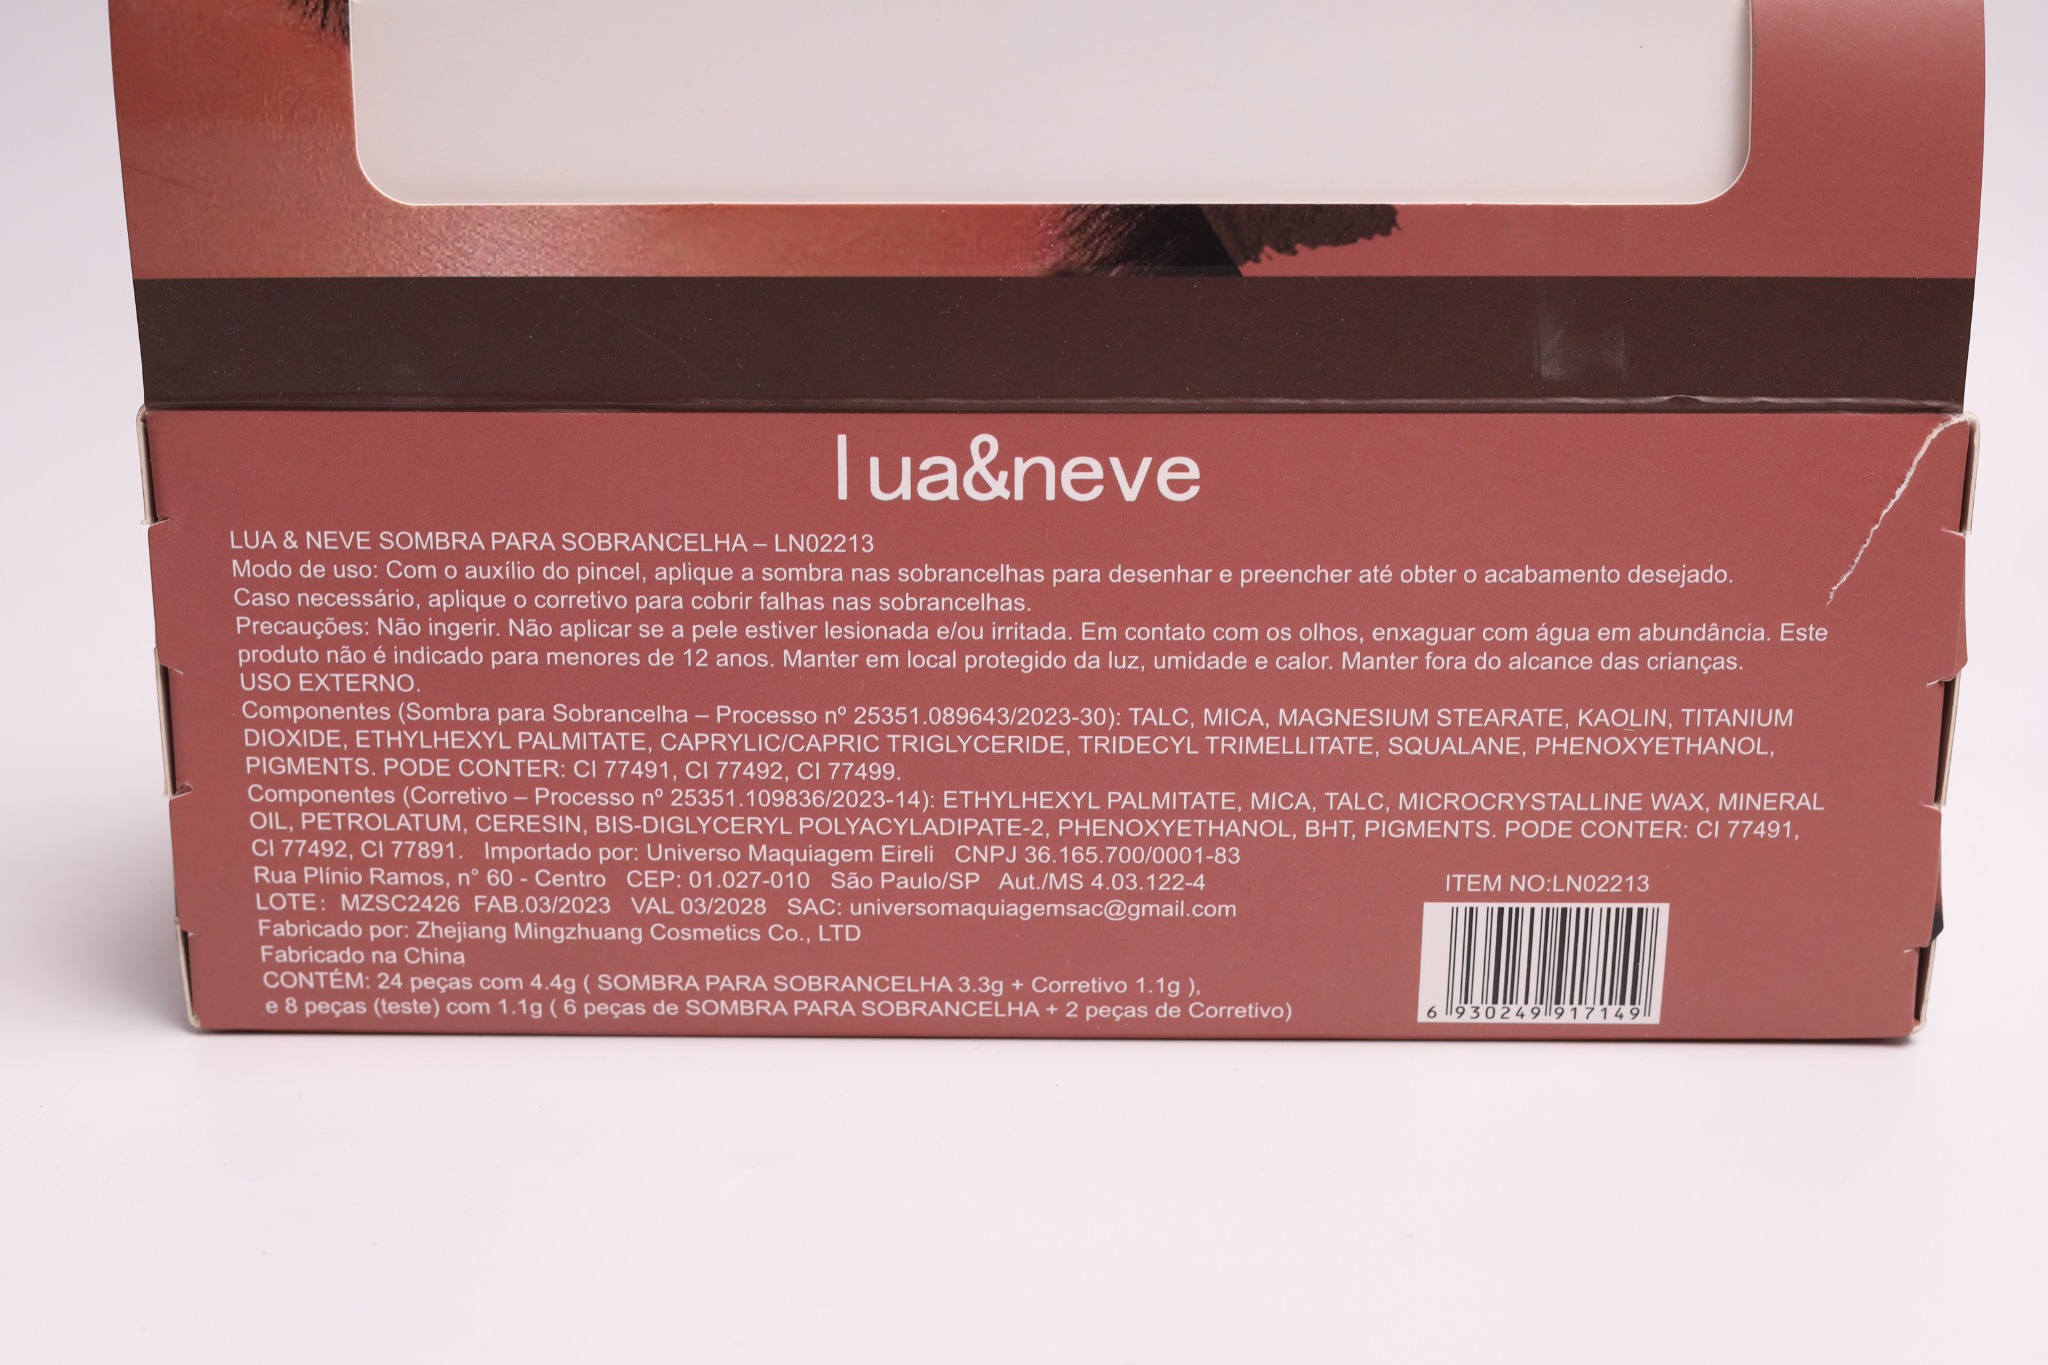 lua&neve
LUA & NEVE SOMBRA PARA SOBRANCELHA – LN02213
Modo de uso: Com o auxílio do pincel, aplique a sombra nas sobrancelhas para desenhar e preencher até obter o acabamento desejado.
Caso necessário, aplique o corretivo para cobrir falhas nas sobrancelhas.
Precauções: Não ingerir. Não aplicar se a pele estiver lesionada e/ou irritada. Em contato com os olhos, enxaguar com água em abundância. Este
produto não é indicado para menores de 12 anos. Manter em local protegido da luz, umidade e calor. Manter fora do alcance das crianças.
USO EXTERNO.
Componentes (Sombra para Sobrancelha – Processo nº 25351.089643/2023-30): TALC, MICA, MAGNESIUM STEARATE, KAOLIN, TITANIUM
DIOXIDE, ETHYLHEXYL PALMITATE, CAPRYLIC/CAPRIC TRIGLYCERIDE, TRIDECYL TRIMELLITATE, SQUALANE, PHENOXYETHANOL,
PIGMENTS. PODE CONTER: CI 77491, CI 77492, CI 77499.
Componentes (Corretivo – Processo nº 25351.109836/2023-14): ETHYLHEXYL PALMITATE, MICA, TALC, MICROCRYSTALLINE WAX, MINERAL
OIL, PETROLATUM, CERESIN, BIS-DIGLYCERYL POLYACYLADIPATE-2, PHENOXYETHANOL, BHT, PIGMENTS. PODE CONTER: CI 77491,
CI 77492, CI 77891. Importado por: Universo Maquiagem Eireli CNPJ 36.165.700/0001-83
Rua Plínio Ramos, n° 60 - Centro CEP: 01.027-010 São Paulo/SP Aut./MS 4.03.122-4
LOTE: MZSC2426 FAB.03/2023 VAL 03/2028 SAC: universomaquiagemsac@gmail.com
Fabricado por: Zhejiang Mingzhuang Cosmetics Co., LTD
Fabricado na China
CONTÉM: 24 peças com 4.4g ( SOMBRA PARA SOBRANCELHA 3.3g + Corretivo 1.1g ),
e 8 peças (teste) com 1.1g ( 6 peças de SOMBRA PARA SOBRANCELHA + 2 peças de Corretivo)
ITEM NO:LN02213
6 930249 917149